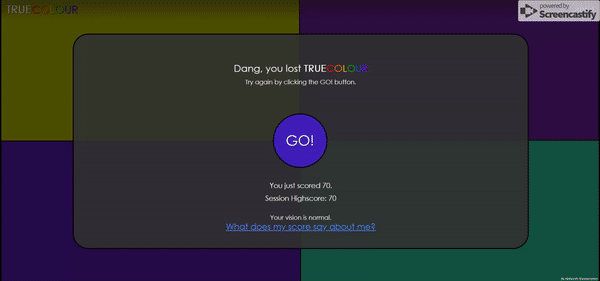 TRUECOLOUR
powered by
Screencastify
Dang, you lost TRUECOLOUR
Try again by clicking the GO! button.
GO!
You just scored 70.
Session Highscore: 70
Your vision is normal.
What does my score say about me?